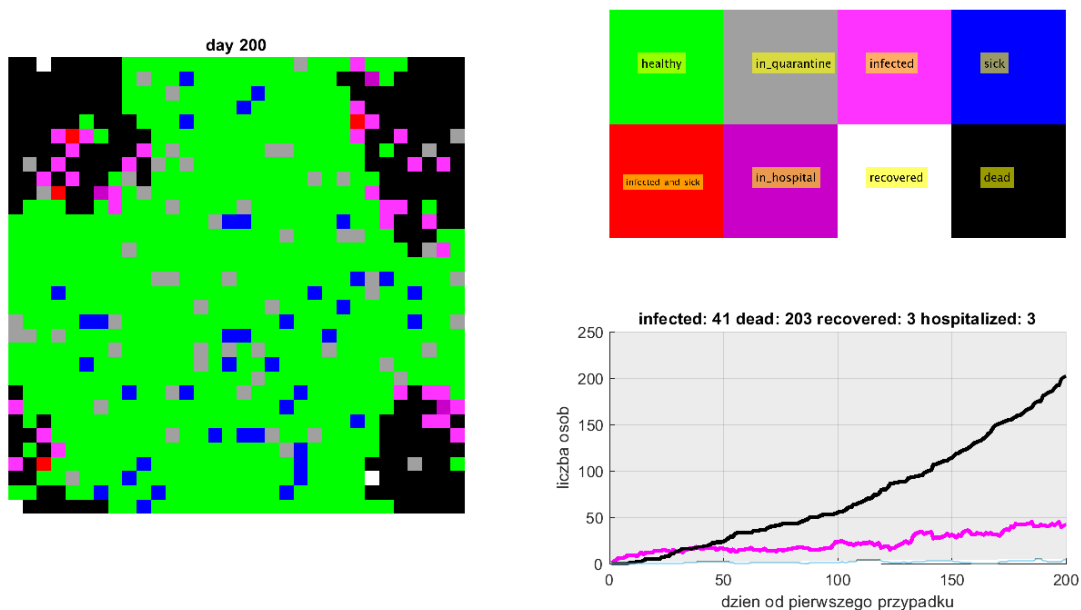 day 200
healthy
in_quarantine
infected
sick
infected and sick
in_hospital
recovered
dead
infected: 41 dead: 203 recovered: 3 hospitalized: 3
250
200
150
100
50
0
liczba osob
0 50 100 150 200
dzien od pierwszego przypadku